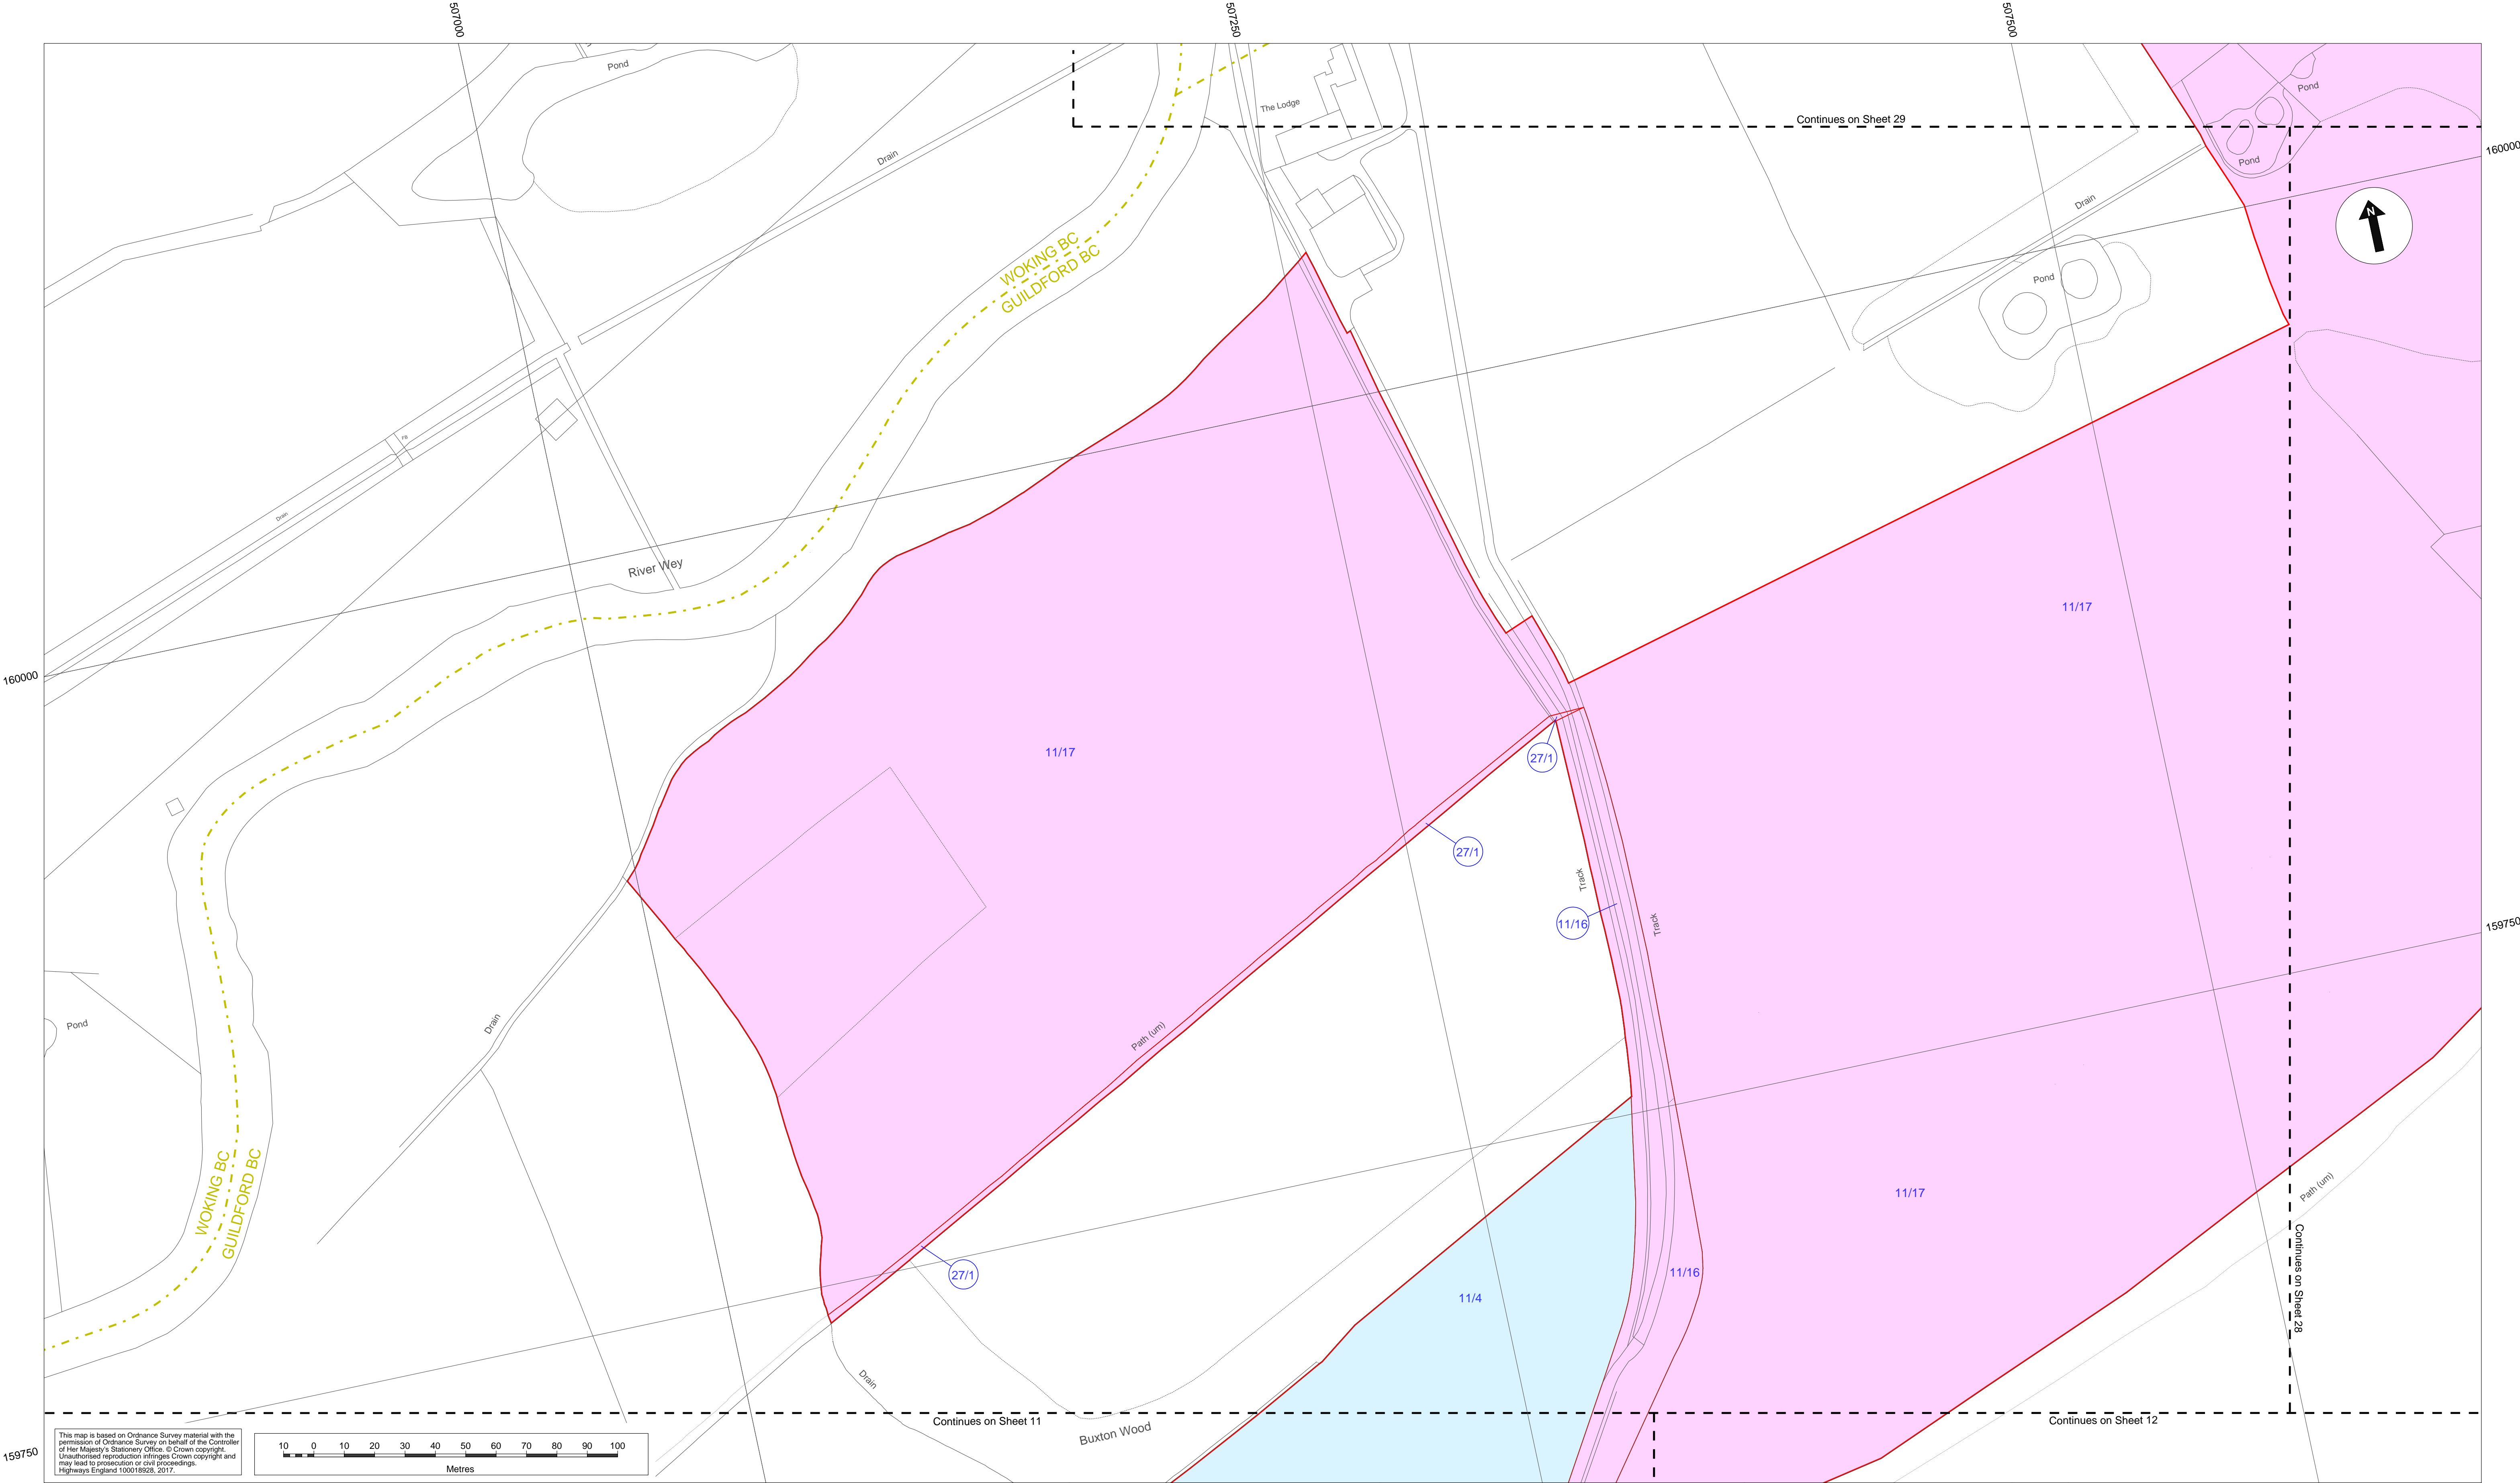 507000
507250
507500
Pond
The Lodge
Continues on Sheet 29
Pond
Pond
160000
Drain
Drain
N
WOKING BC
GUILDFORD BC
Pond
FB
Drain
River Wey
11/17
160000
11/17
27/1
27/1
Track
11/16
Track
159750
Pond
Drain
Path (um)
WOKING BC
GUILDFORD BC
27/1
11/17
Path (um)
11/16
11/4
Continues on Sheet 28
Drain
Continues on Sheet 11
Buxton Wood
Continues on Sheet 12
159750
This map is based on Ordnance Survey material with the
permission of Ordnance Survey on behalf of the Controller
of Her Majesty's Stationery Office. © Crown copyright.
Unauthorised reproduction infringes Crown copyright and
may lead to prosecution or civil proceedings.
Highways England 100018928, 2017.
10 0 10 20 30 40 50 60 70 80 90 100
Metres